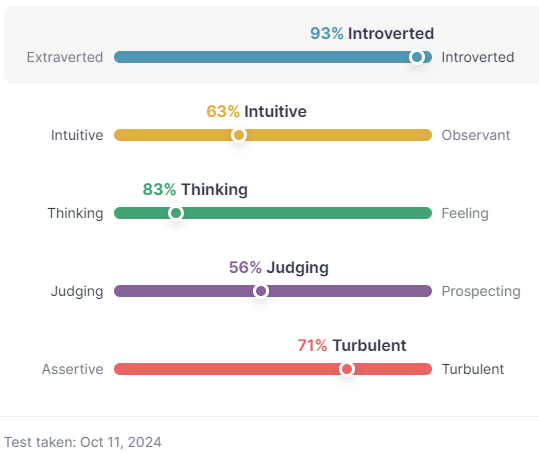 93% Introverted
Extraverted Introverted
63% Intuitive
Intuitive Observant
83% Thinking
Thinking Feeling
56% Judging
Judging Prospecting
71% Turbulent
Assertive Turbulent
Test taken: Oct 11, 2024